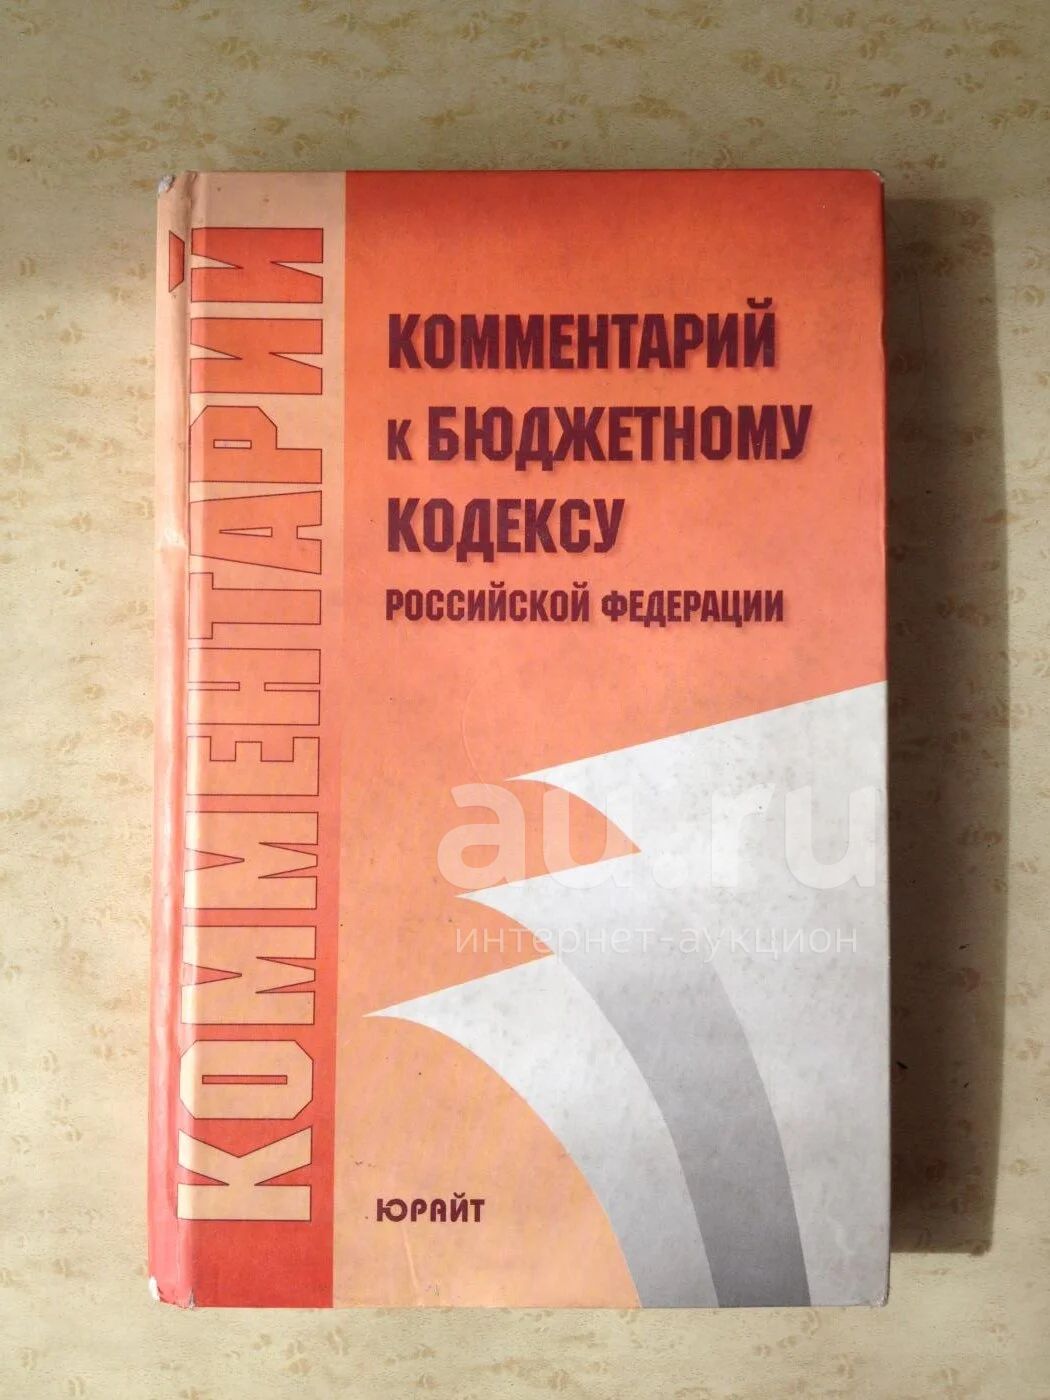 КОММЕНТАРИЙ
КОММЕНТАРИЙ
К БЮДЖЕТНОМУ
КОДЕКСУ
РОССИЙСКОЙ ФЕДЕРАЦИИ
au.ru
интернет-аукцион
ЮРАЙТ